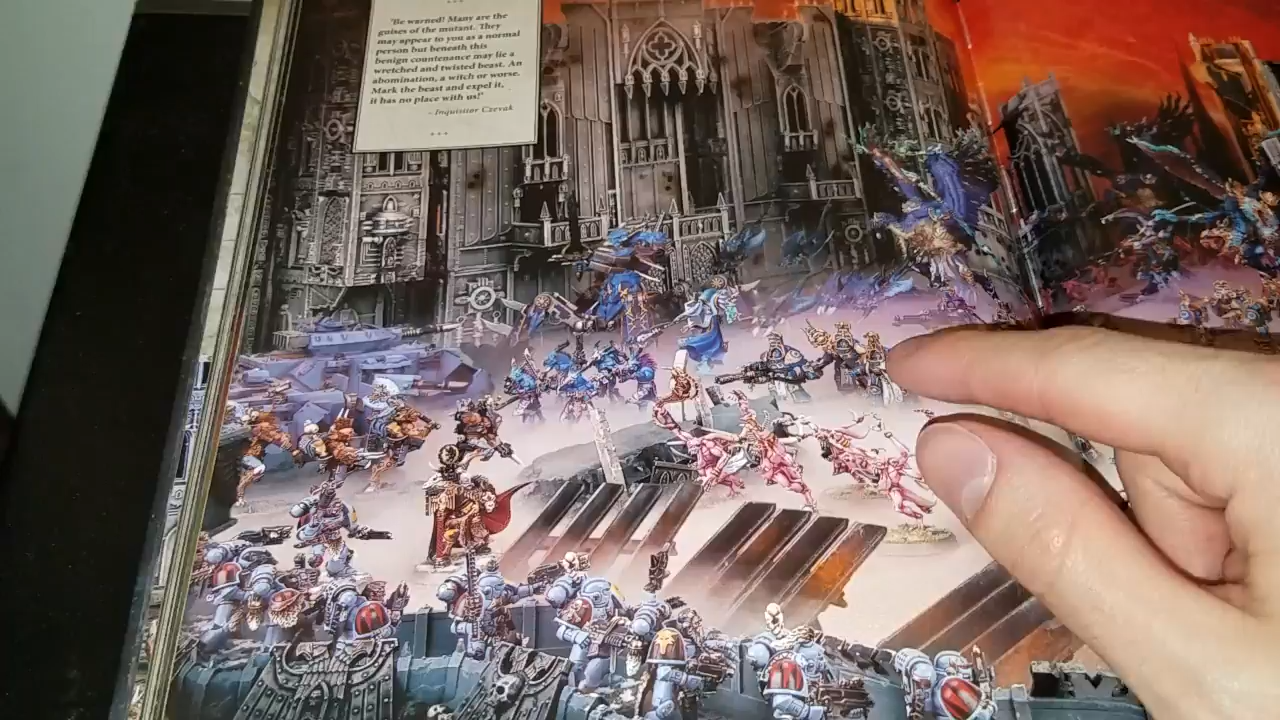 "Be warned! Many are the
guises of the mutant. They
may appear to you as a normal
person but beneath this
benign countenance may lie a
wretched and twisted beast. An
abomination, a witch or worse.
Mark the beast and expel it,
it has no place with us!"
- Inquisitor Czevak